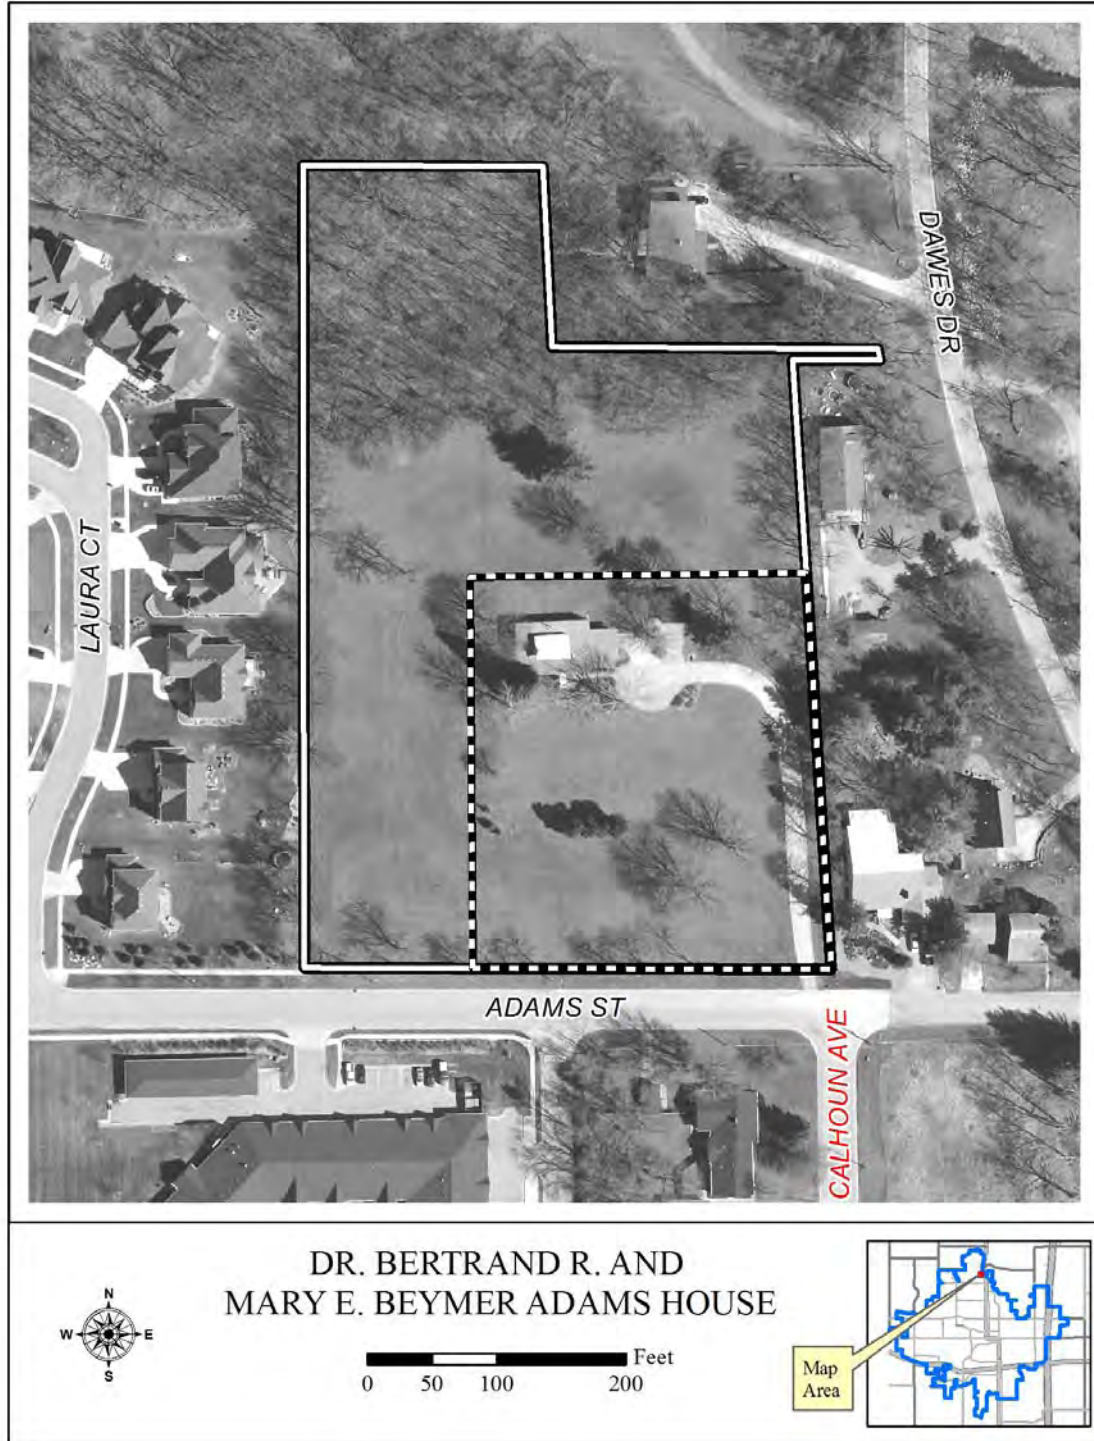 DAWES DR
LAURA CT
ADAMS ST
CALHOUN AVE
DR. BERTRAND R. AND
MARY E. BEYMER ADAMS HOUSE
N
W E
S
Feet
0 50 100 200
Map
Area